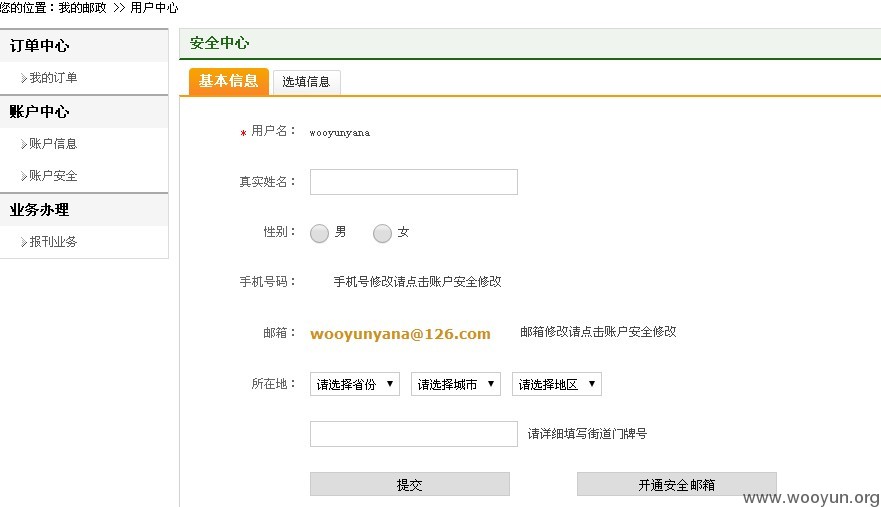 您的位置：我的邮政 >> 用户中心
订单中心
我的订单
账户中心
账户信息
账户安全
业务办理
报刊业务
安全中心
基本信息 选填信息
* 用户名： wooyunyana
真实姓名：
性别： 男 女
手机号码： 手机号修改请点击账户安全修改
邮箱： wooyunyana@126.com 邮箱修改请点击账户安全修改
所在地： 请选择省份 请选择城市 请选择地区
请详细填写街道门牌号
提交 开通安全邮箱
www.wooyun.org